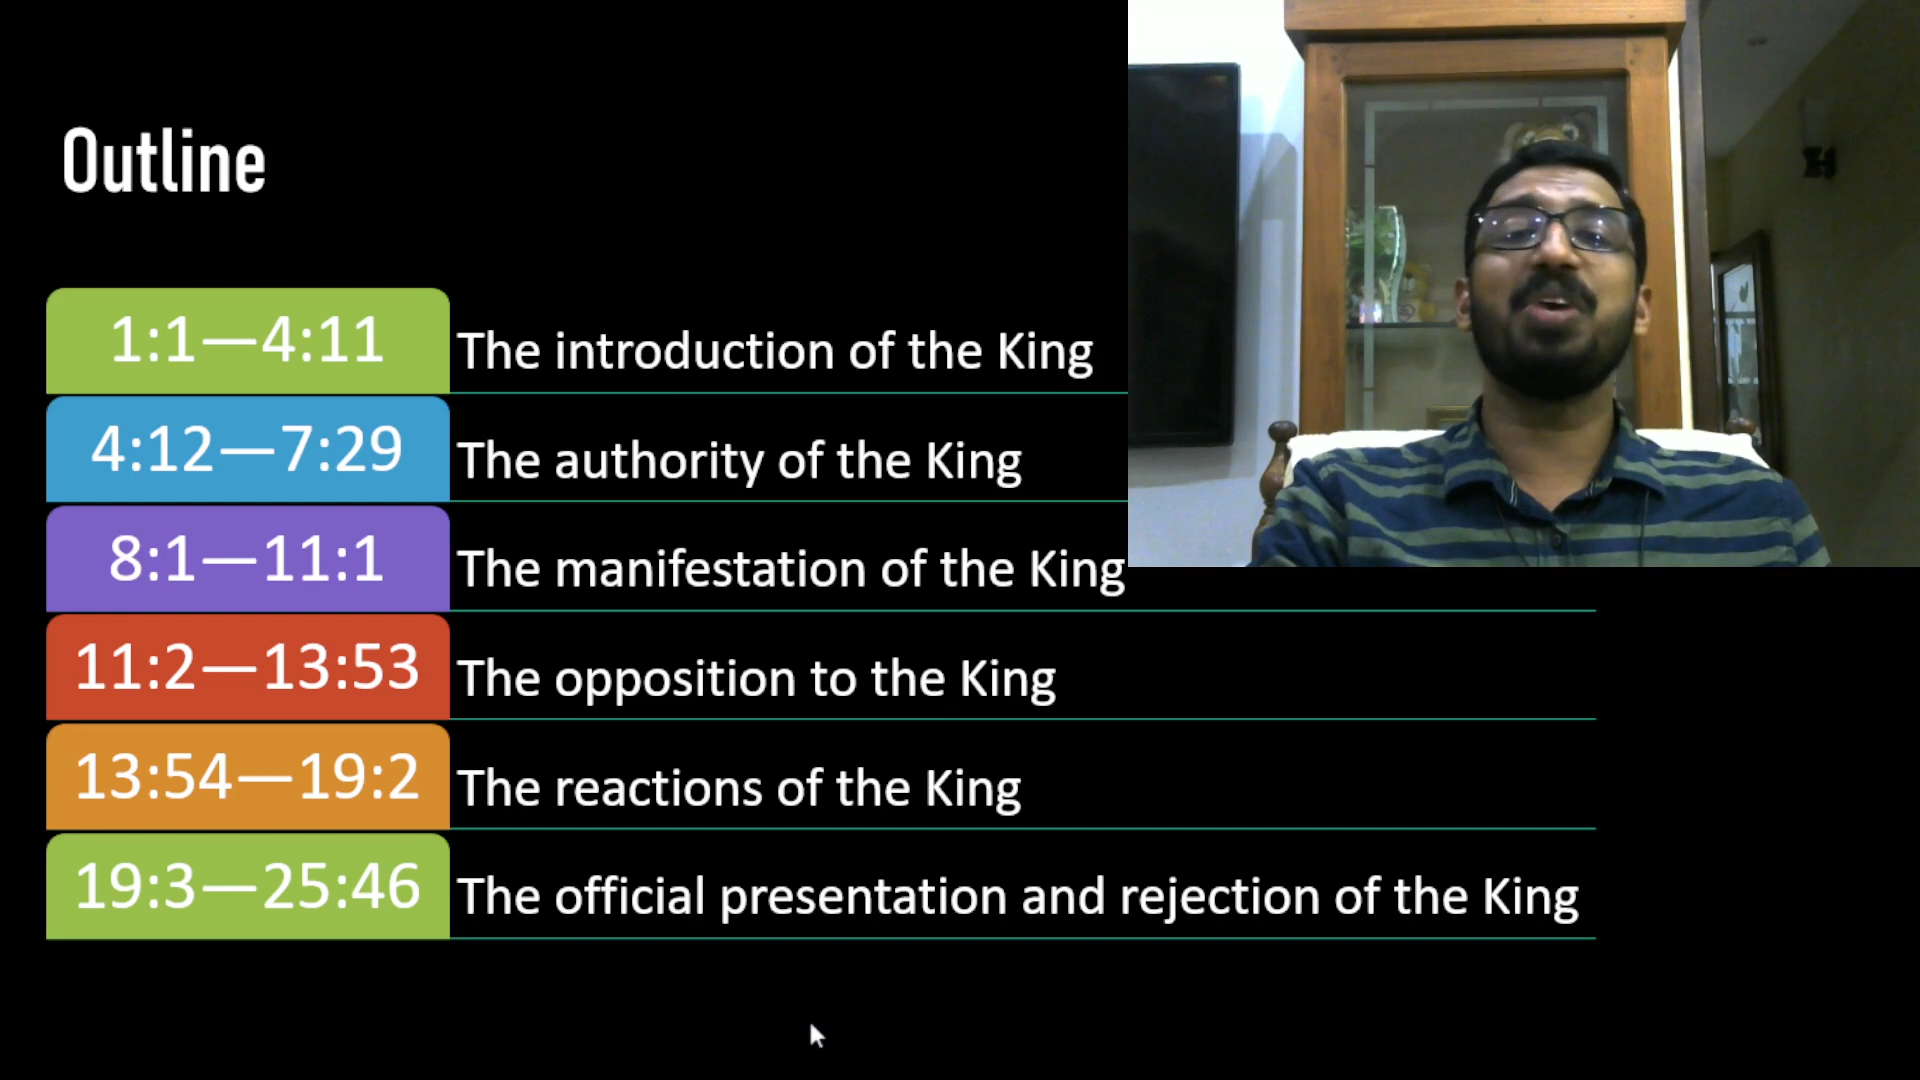 Outline
1:1—4:11 The introduction of the King
4:12—7:29 The authority of the King
8:1—11:1 The manifestation of the King
11:2—13:53 The opposition to the King
13:54—19:2 The reactions of the King
19:3—25:46 The official presentation and rejection of the King